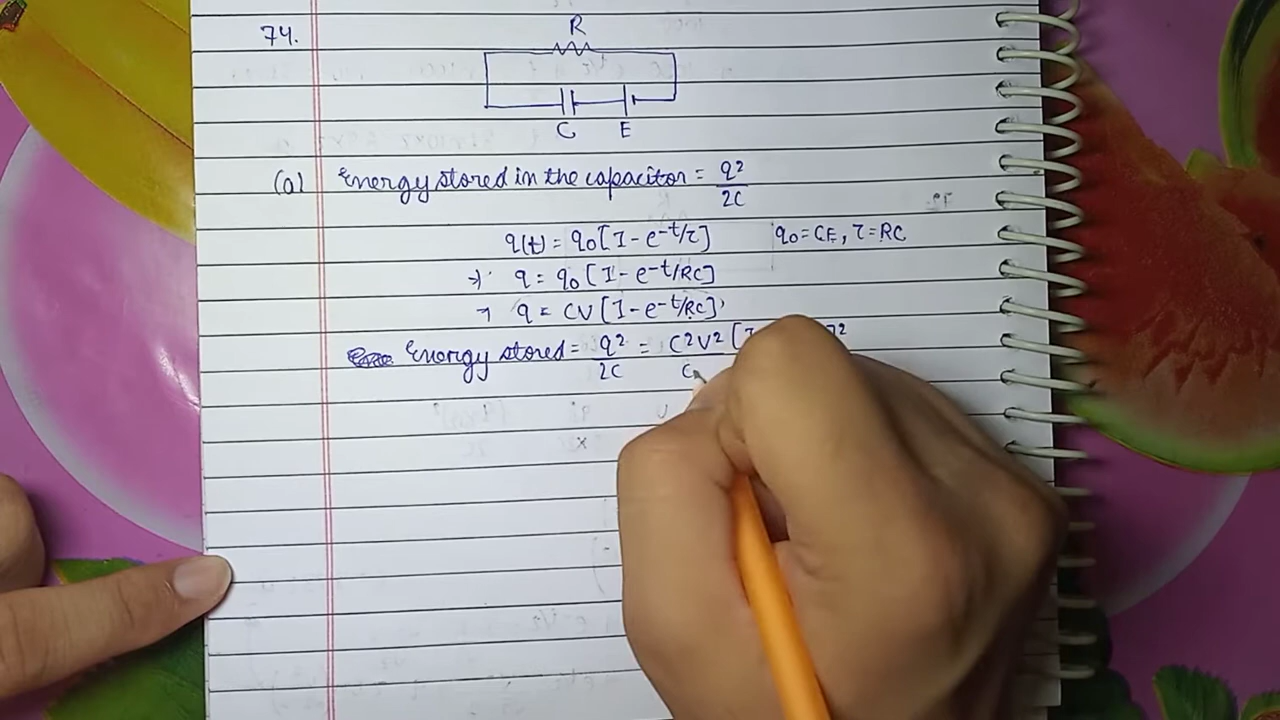 74.
R
C E
(a) Energy stored in the capacitor = q²/2C
q(t) = q₀[1 - e^-t/τ] q₀ = CE, τ = RC
→ q = q₀[1 - e^-t/RC]
→ q = CV[1 - e^-t/RC]
Energy stored = q²/2C = C²V² [ ]²/C